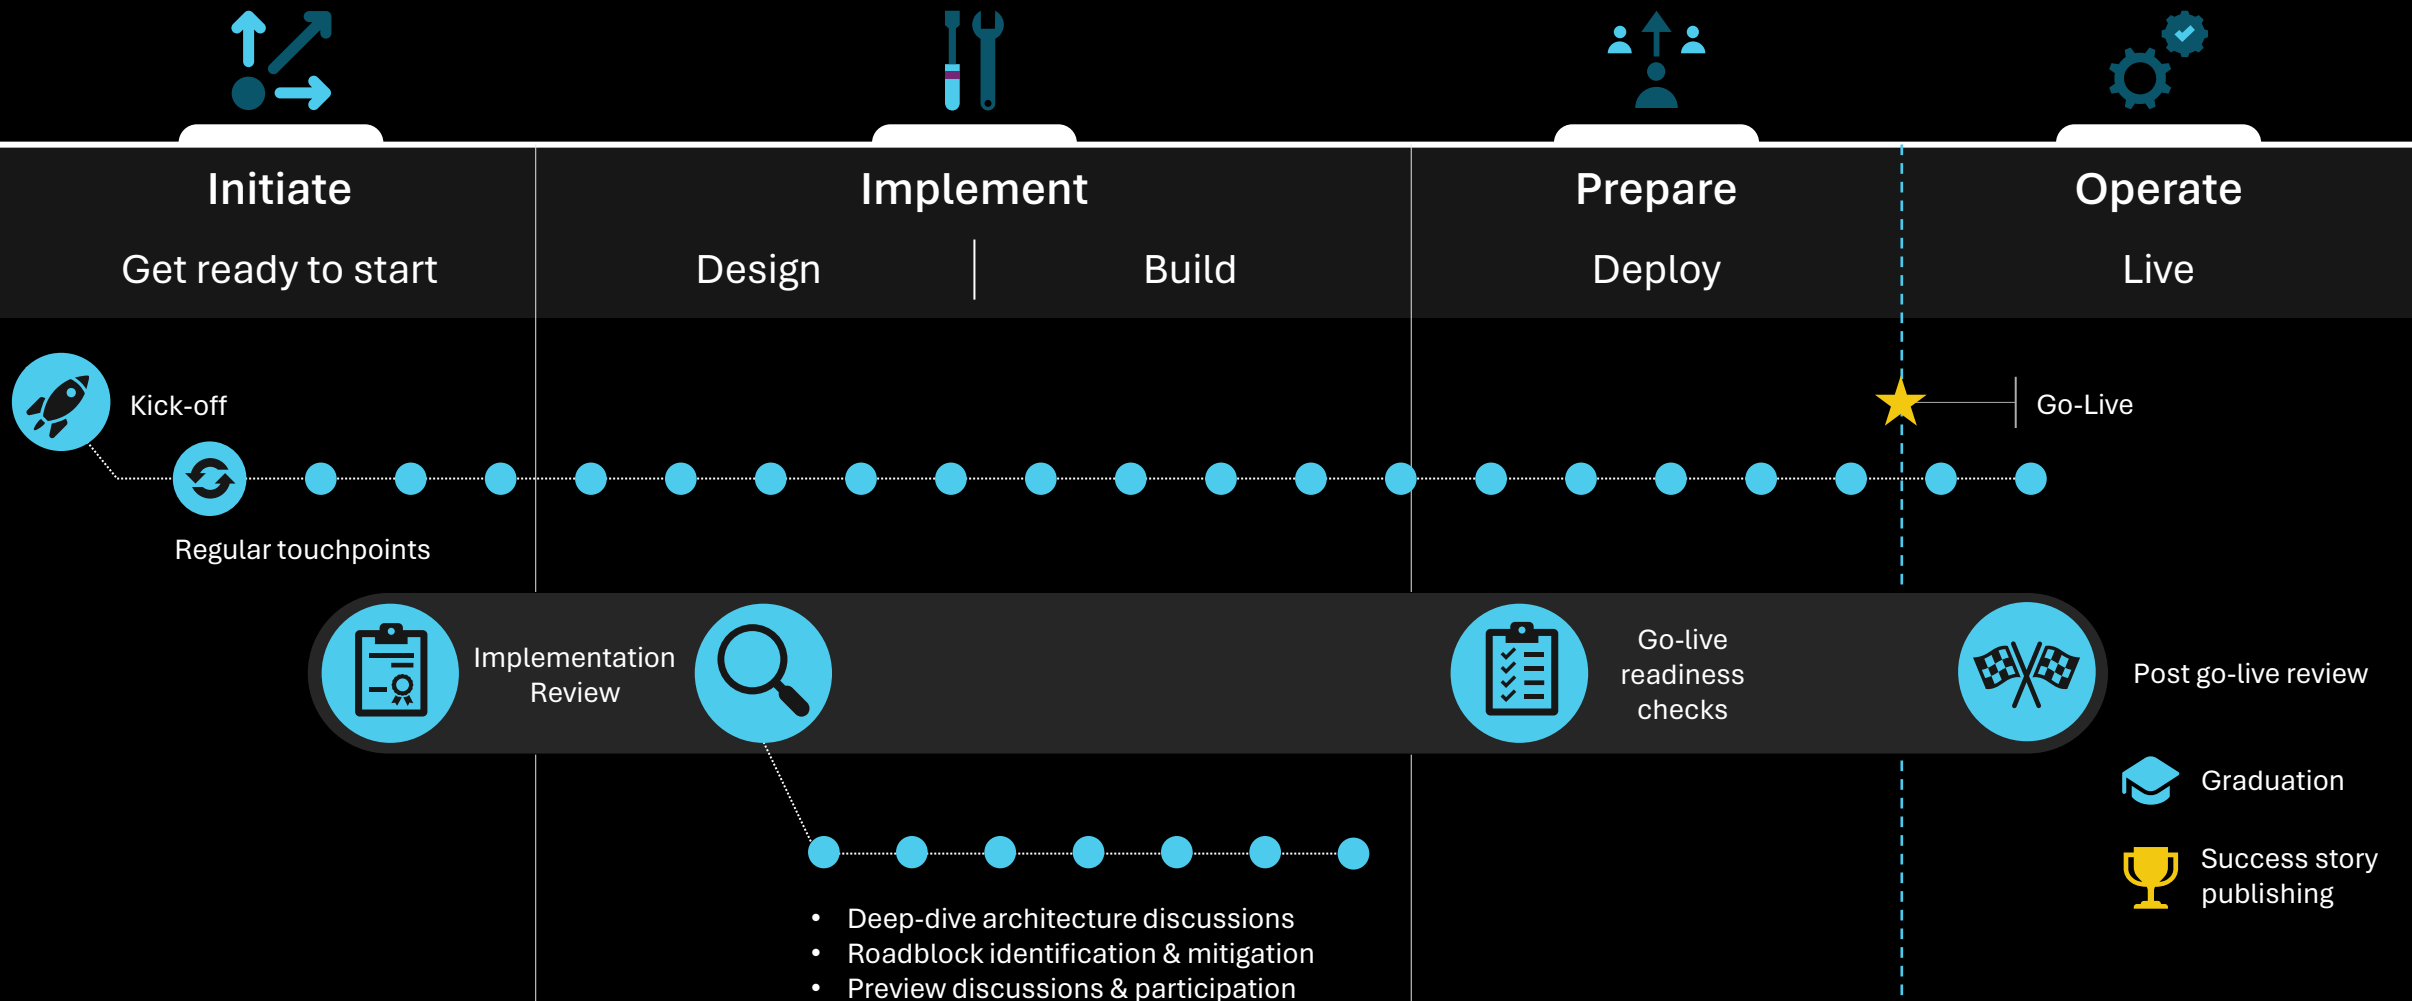 Initiate
Implement
Prepare
Operate
Get ready to start
Design
Build
Deploy
Live
Kick-off
Go-Live
Regular touchpoints
Implementation
Review
Go-live
readiness
checks
Post go-live review
Graduation
Success story
publishing
• Deep-dive architecture discussions
• Roadblock identification & mitigation
• Preview discussions & participation